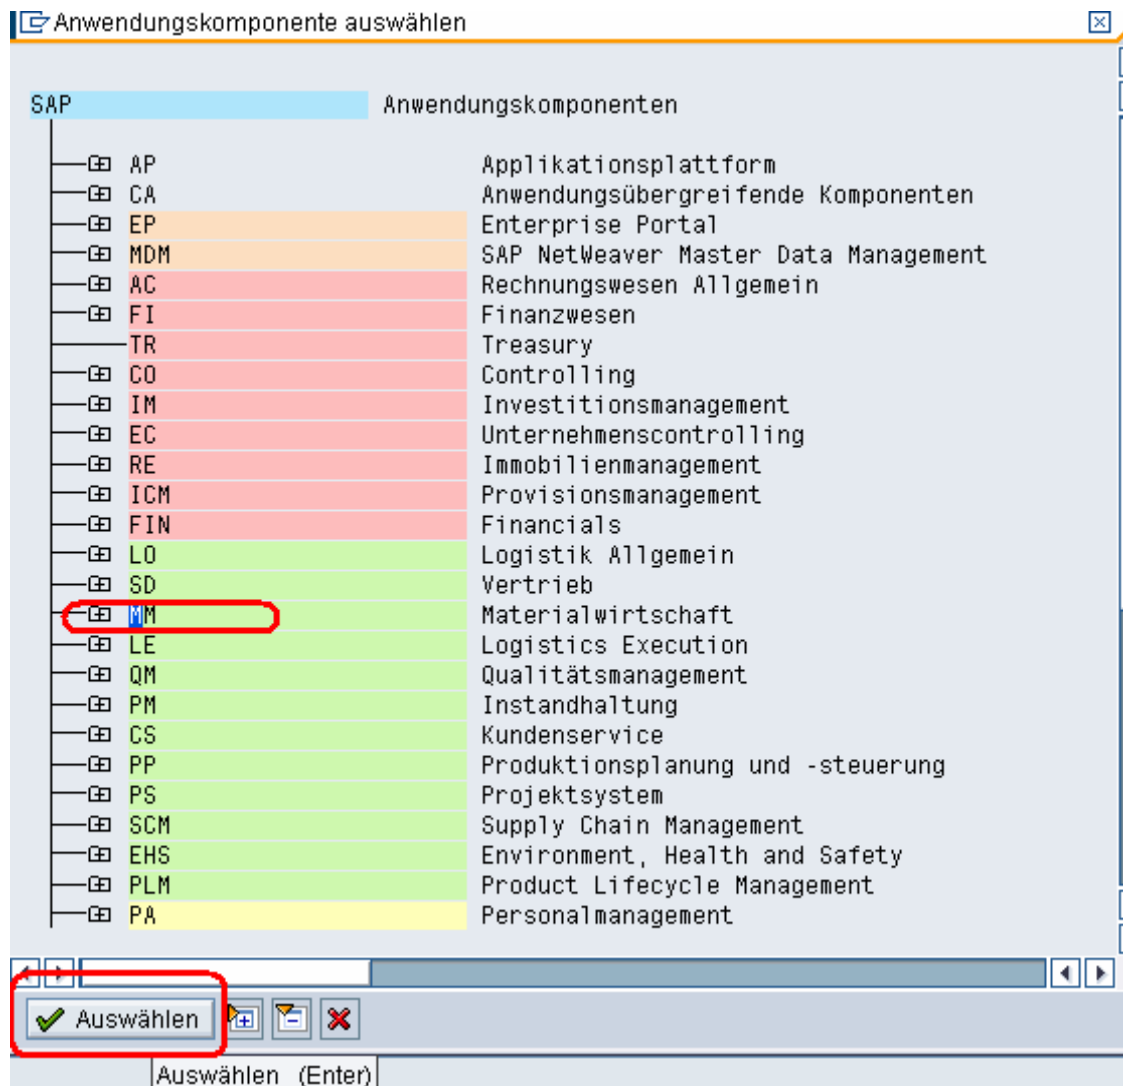 Anwendungskomponente auswählen
SAP Anwendungskomponenten
AP Applikationsplattform
CA Anwendungsübergreifende Komponenten
EP Enterprise Portal
MDM SAP NetWeaver Master Data Management
AC Rechnungswesen Allgemein
FI Finanzwesen
TR Treasury
CO Controlling
IM Investitionsmanagement
EC Unternehmenscontrolling
RE Immobilienmanagement
ICM Provisionsmanagement
FIN Financials
LO Logistik Allgemein
SD Vertrieb
MM Materialwirtschaft
LE Logistics Execution
QM Qualitätsmanagement
PM Instandhaltung
CS Kundenservice
PP Produktionsplanung und -steuerung
PS Projektsystem
SCM Supply Chain Management
EHS Environment, Health and Safety
PLM Product Lifecycle Management
PA Personalmanagement
Auswählen
Auswählen (Enter)